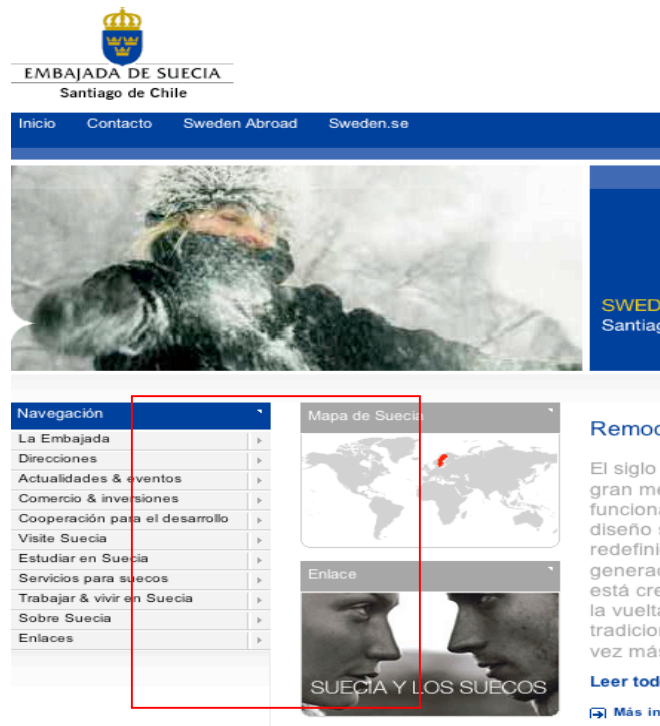 EMBAJADA DE SUECIA
Santiago de Chile
Inicio Contacto Sweden Abroad Sweden.se
SWED
Santiag
Navegación
La Embajada
Direcciones
Actualidades & eventos
Comercio & inversiones
Cooperación para el desarrollo
Visite Suecia
Estudiar en Suecia
Servicios para suecos
Trabajar & vivir en Suecia
Sobre Suecia
Enlaces
Mapa de Suecia
Enlace
SUECIA Y LOS SUECOS
Remoc
El siglo
gran me
funciona
diseño s
redefini
generac
está cre
la vuelta
tradicion
vez más
Leer tod
Más in